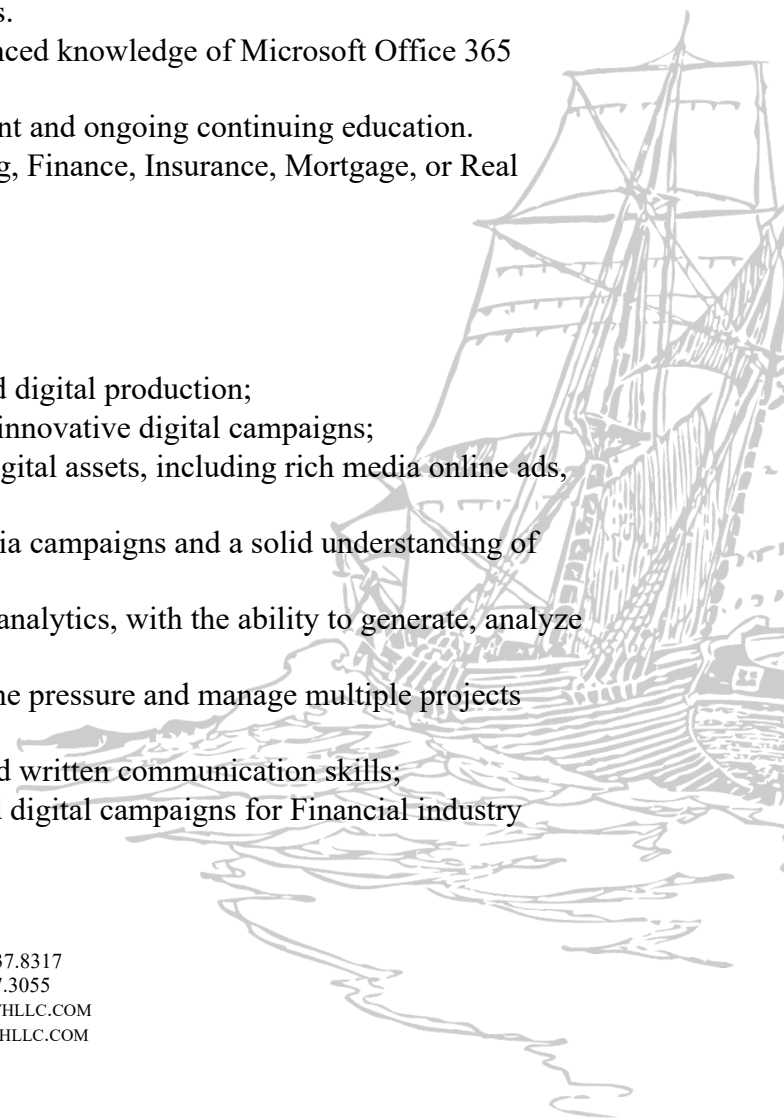 s.
nced knowledge of Microsoft Office 365
nt and ongoing continuing education.
g, Finance, Insurance, Mortgage, or Real
d digital production;
innovative digital campaigns;
gital assets, including rich media online ads,
ia campaigns and a solid understanding of
analytics, with the ability to generate, analyze
ne pressure and manage multiple projects
d written communication skills;
l digital campaigns for Financial industry
37.8317
7.3055
THLLC.COM
HLLC.COM